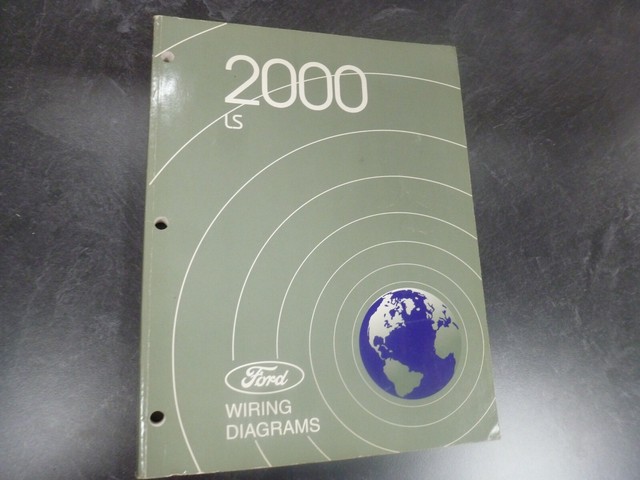 2000
LS
Ford
WIRING
DIAGRAMS